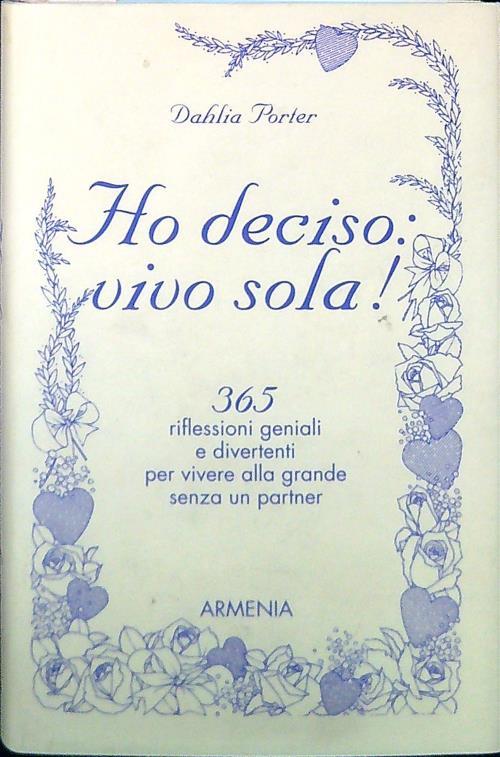 Dahlia Porter
Ho deciso:
vivo sola!
365
riflessioni geniali
e divertenti
per vivere alla grande
senza un partner
ARMENIA